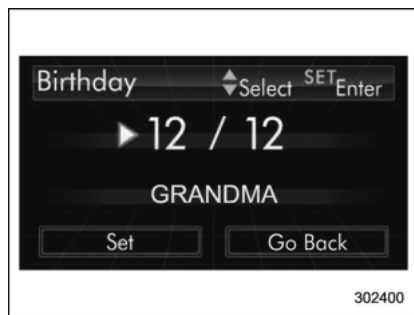 Birthday Select SET Enter
12 / 12
GRANDMA
Set Go Back
302400